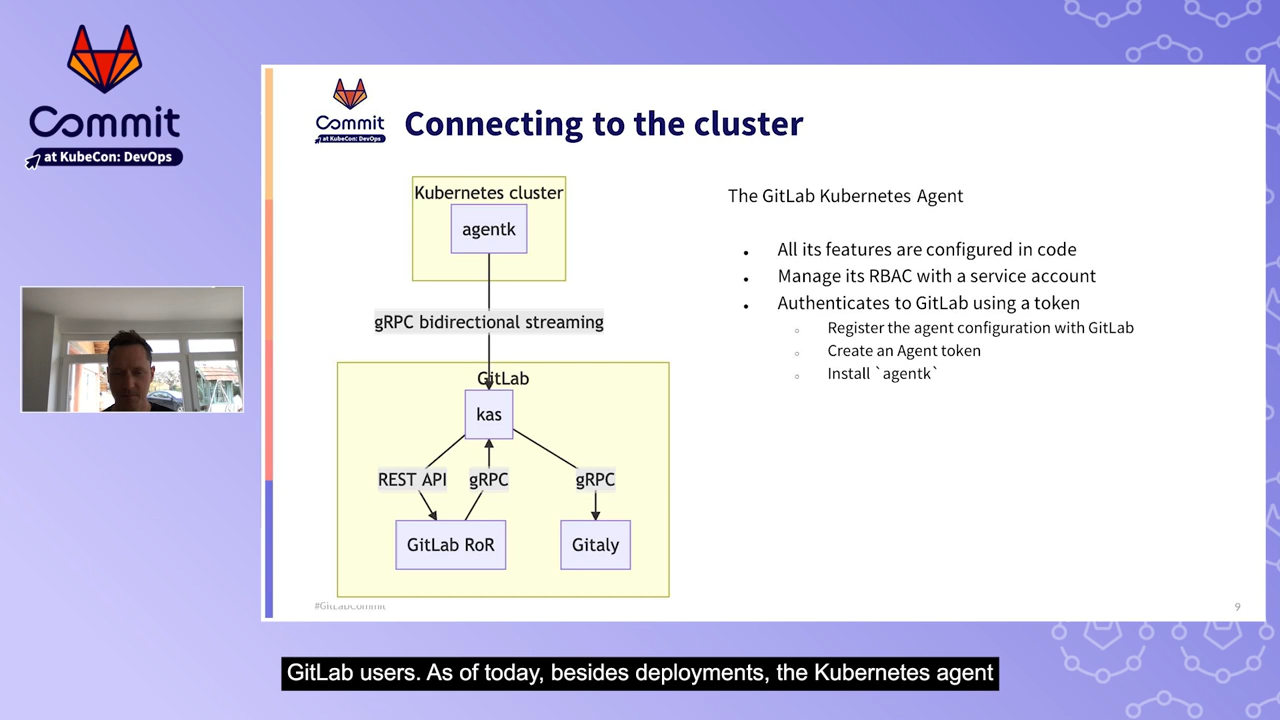 Commit
at KubeCon: DevOps
Commit
at KubeCon: DevOps
Connecting to the cluster
Kubernetes cluster
agentk
gRPC bidirectional streaming
GitLab
kas
REST API
gRPC
gRPC
GitLab RoR
Gitaly
The GitLab Kubernetes Agent
All its features are configured in code
Manage its RBAC with a service account
Authenticates to GitLab using a token
Register the agent configuration with GitLab
Create an Agent token
Install `agentk`
#GitLabCommit
9
GitLab users. As of today, besides deployments, the Kubernetes agent